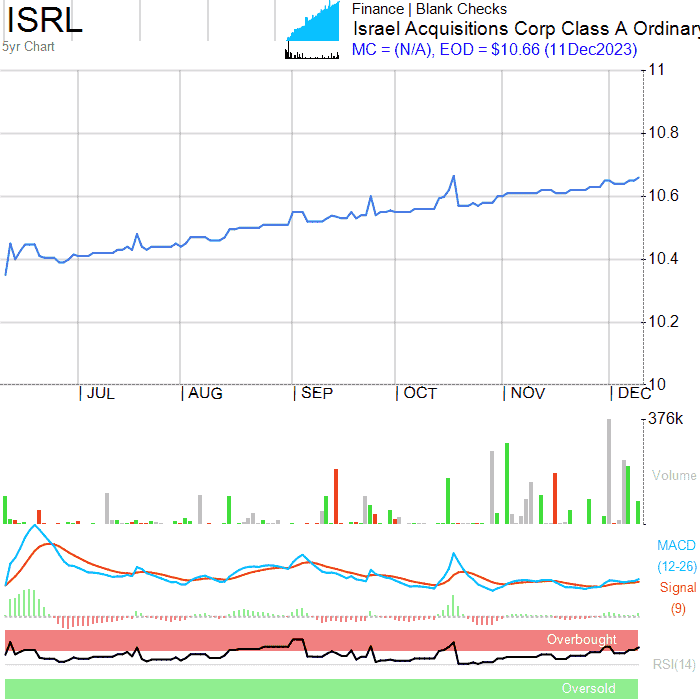 ISRL
5yr Chart
Finance | Blank Checks
Israel Acquisitions Corp Class A Ordinary
MC = (N/A), EOD = $10.66 (11Dec2023)
11
10.8
10.6
10.4
10.2
10
| JUL | AUG | SEP | OCT | NOV | DEC
376k
Volume
MACD
(12-26)
Signal
(9)
Overbought
RSI(14)
Oversold